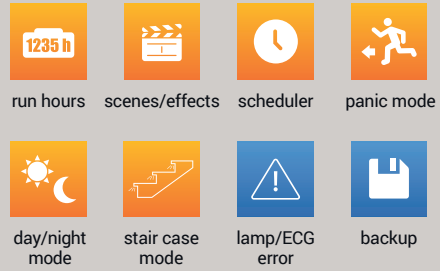 1235 h
run hours scenes/effects scheduler panic mode
day/night stair case lamp/ECG backup
mode mode error